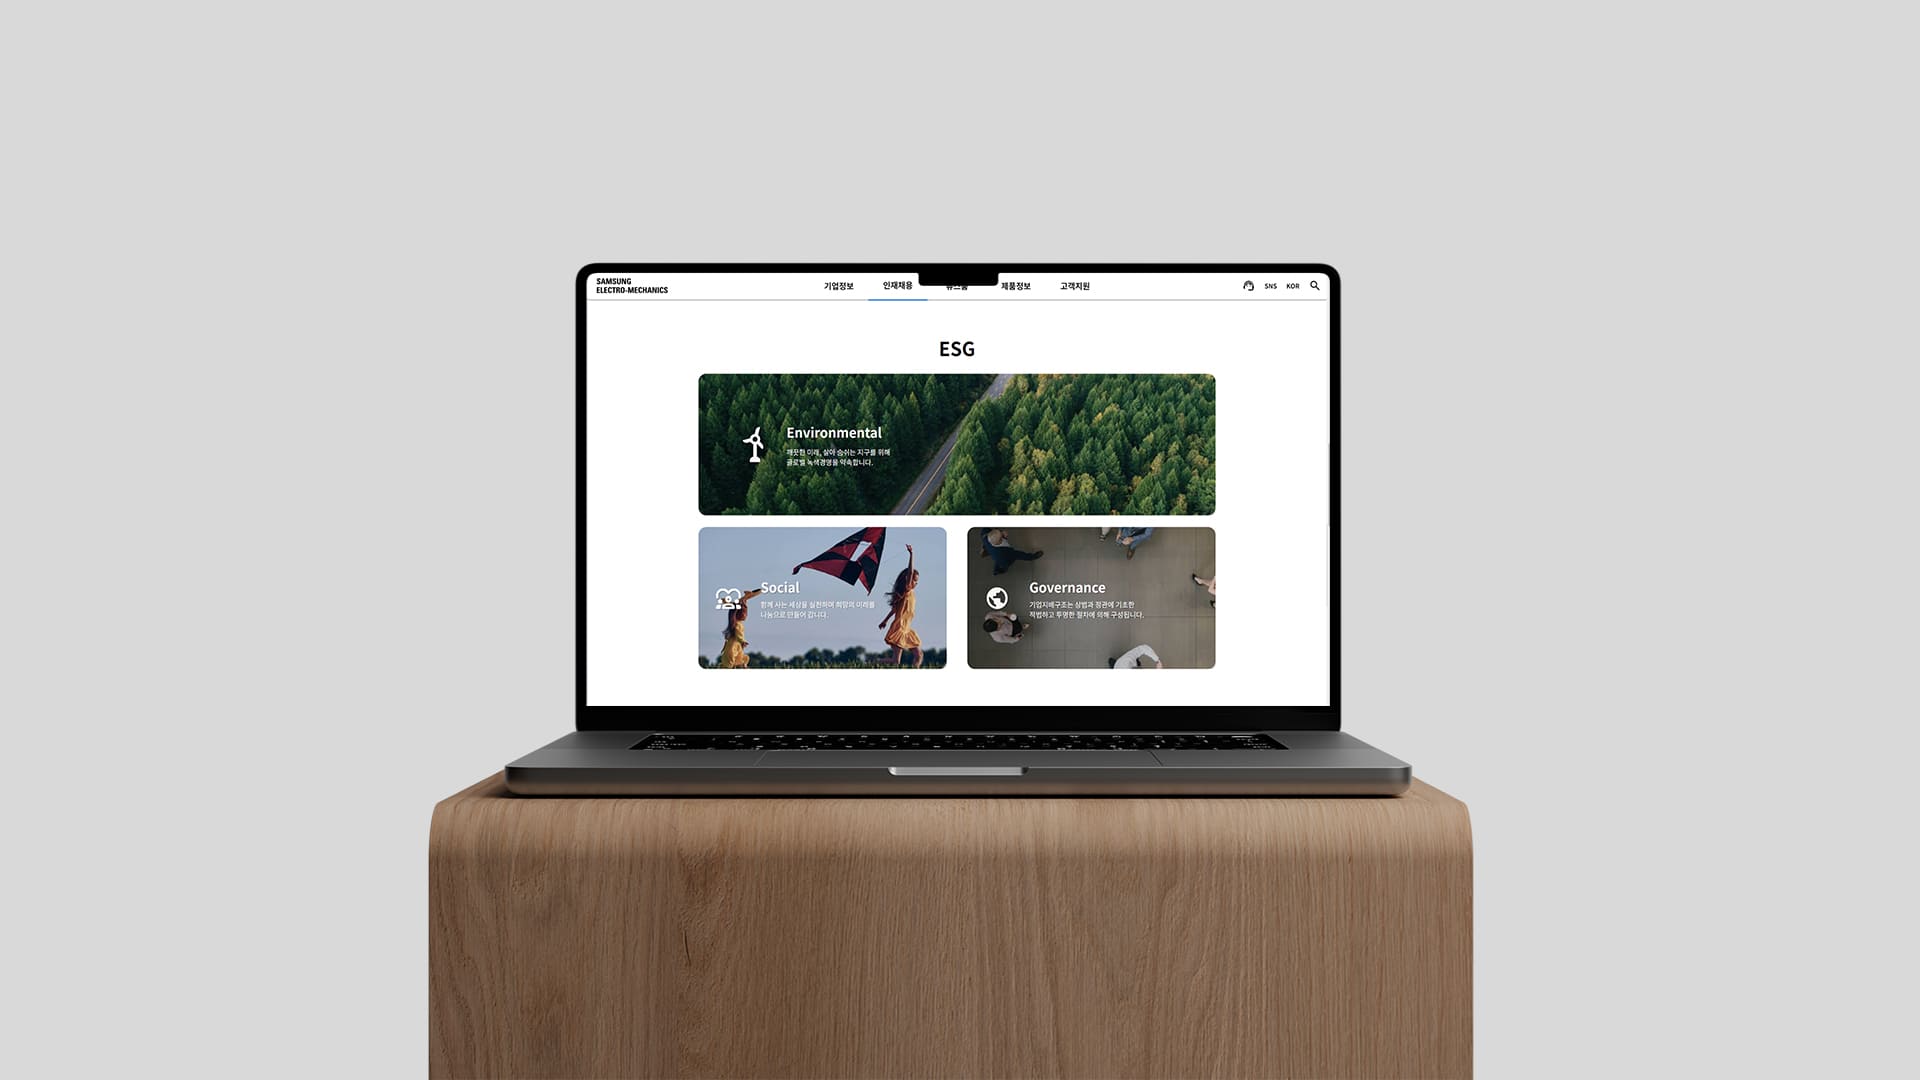 SAMSUNG
ELECTRO-MECHANICS
기업정보
인재채용
뉴스룸
제품정보
고객지원
SNS
KOR
ESG
Environmental
깨끗한 미래, 살아 숨쉬는 지구를 위해
글로벌 녹색경영을 약속합니다.
Social
함께 사는 세상을 실천하며 희망의 미래를
나눔으로 만들어 갑니다.
Governance
기업지배구조는 상법과 정관에 기초한
적법하고 투명한 절차에 의해 구성됩니다.